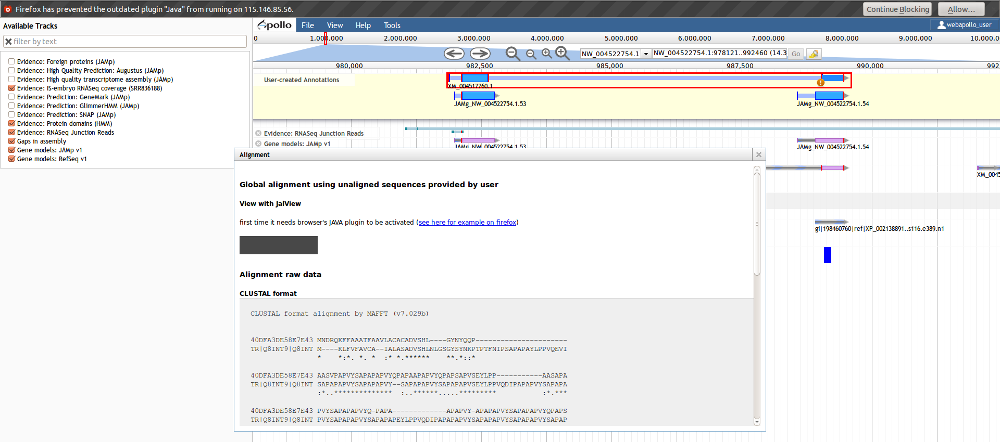 Firefox has prevented the outdated plugin "Java" from running on 115.146.85.56.
Continue Blocking
Allow...
Available Tracks
filter by text
Evidence: Foreign proteins (JAMp)
Evidence: High Quality Prediction: Augustus (JAMp)
Evidence: High quality transcriptome assembly (JAMp)
Evidence: IS-embryo RNASeq coverage (SRR836188)
Evidence: Prediction: GeneMark (JAMp)
Evidence: Prediction: GlimmerHMM (JAMp)
Evidence: Prediction: SNAP (JAMp)
Evidence: Protein domains (HMM)
Evidence: RNASeq Junction Reads
Gaps in assembly
Gene models: JAMp v1
Gene models: RefSeq v1
Apollo File View Help Tools webapollo_user
0 1,000,000 2,000,000 3,000,000 4,000,000 5,000,000 6,000,000 7,000,000 8,000,000 9,000,000 10,000,0
NW_004522754.1 NW_004522754.1:978121..992460 (14.3 Go
980,000 982,500 985,000 987,500 990,000 992
User-created Annotations
XM_004517760.1
JAMg_NW_004522754.1.53 JAMg_NW_004522754.1.54
Evidence: RNASeq Junction Reads
Gene models: JAMp v1
JAMg_NW_004522754.1.53 JAMg_NW_004522754.1.54
XM_0045
gi|198460760|ref|XP_002138891..s116.e389.n1
Alignment
Global alignment using unaligned sequences provided by user
View with JalView
first time it needs browser's JAVA plugin to be activated (see here for example on firefox)
Alignment raw data
CLUSTAL format
CLUSTAL format alignment by MAFFT (v7.029b)
40DFA3DE58E7E43 MNDRQKFFAAATFAAVLACACADVSHL----GYNYQQP----------------------
TR|Q8INT9|Q8INT M----KLFVFAVCA--IALASADVSHLNLGSGYSYNKPTPTFNIPSAPAPAYLPPVQEVI
*    *:*. *. *  :* *.******    **.*::*
40DFA3DE58E7E43 AASVPAPVYSAPAPAPVYQPAPAAPAPVYQPAPSAPVSEYLPP-----------AASAPA
TR|Q8INT9|Q8INT SAPAPAPVYSAPAPAPVY--SAPAPAPVYSAPAPAPVSEYLPPVQDIPAPAPVYSAPAPA
:*..**************  :..******.....*********           :*.***
40DFA3DE58E7E43 PVYSAPAPAPVYQ-PAPA-------------APAPVY-APAPAPVYSAPAPAPVYQPAPS
TR|Q8INT9|Q8INT PVYSAPAPAPVYSAPAPAPEYLPPVQDIPAPAPAPVYSAPAPAPVYSAPAPAPVYSAPAP